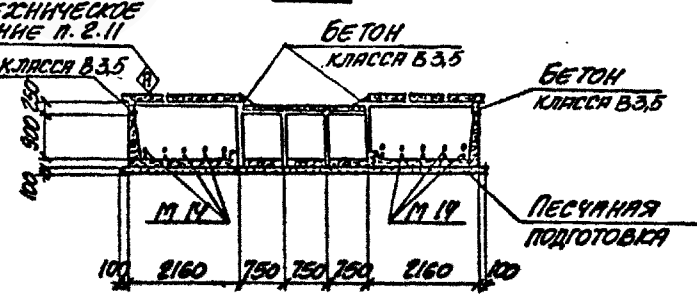 ЕХНИЧЕСКОЕ
НИЕ П. 2.11
КЛАССА В3,5
БЕТОН
КЛАССА В3,5
БЕТОН
КЛАССА В3,5
250
900
100
М 14
М 14
ПЕСЧАНАЯ
ПОДГОТОВКА
100 2160 750 750 750 2160 100